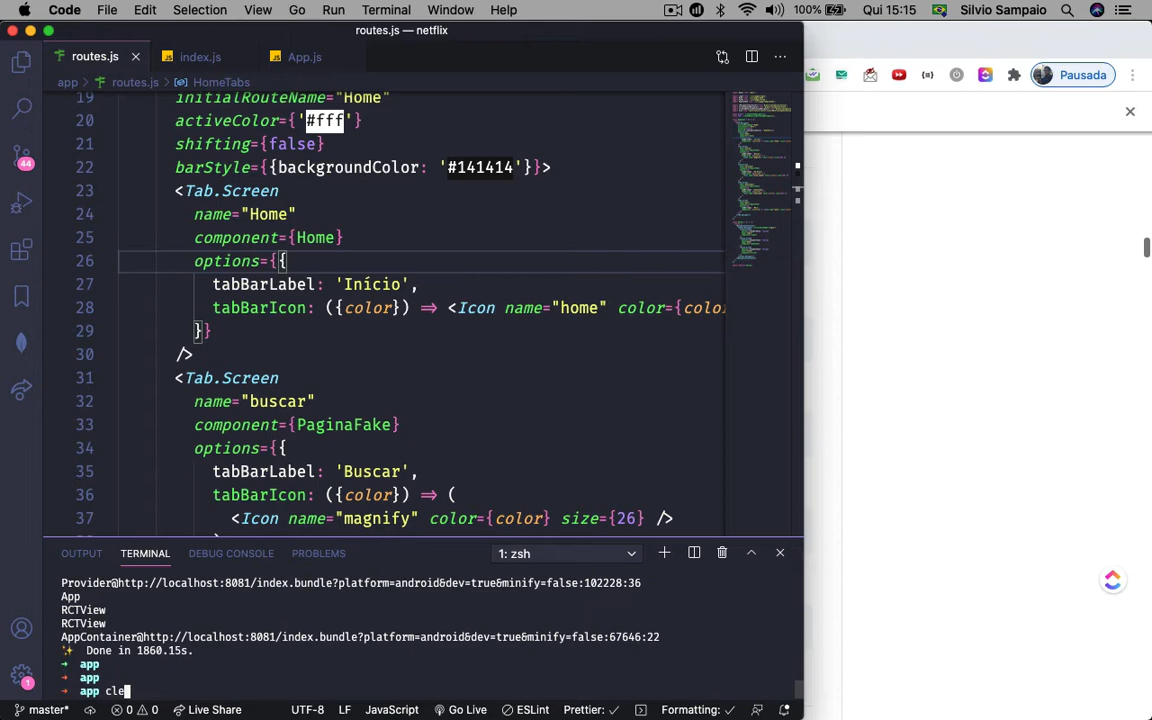 Code File Edit Selection View Go Run Terminal Window Help 100% Qui 15:15 Silvio Sampaio
routes.js — netflix
routes.js index.js App.js
app › routes.js › HomeTabs
Pausada
19 initialRouteName="Home"
20 activeColor={'#fff'}
21 shifting={false}
22 barStyle={{backgroundColor: '#141414'}}>
23 <Tab.Screen
24 name="Home"
25 component={Home}
26 options={{
27 tabBarLabel: 'Início',
28 tabBarIcon: ({color}) => <Icon name="home" color={colo
29 }}
30 />
31 <Tab.Screen
32 name="buscar"
33 component={PaginaFake}
34 options={{
35 tabBarLabel: 'Buscar',
36 tabBarIcon: ({color}) => (
37 <Icon name="magnify" color={color} size={26} />
44
OUTPUT TERMINAL DEBUG CONSOLE PROBLEMS 1: zsh
Provider@http://localhost:8081/index.bundle?platform=android&dev=true&minify=false:102228:36
App
RCTView
RCTView
AppContainer@http://localhost:8081/index.bundle?platform=android&dev=true&minify=false:67646:22
✨ Done in 1860.15s.
➜ app
➜ app
➜ app cle
1
master* 0 0 Live Share UTF-8 LF JavaScript Go Live ESLint Prettier: ✓ Formatting: ✓